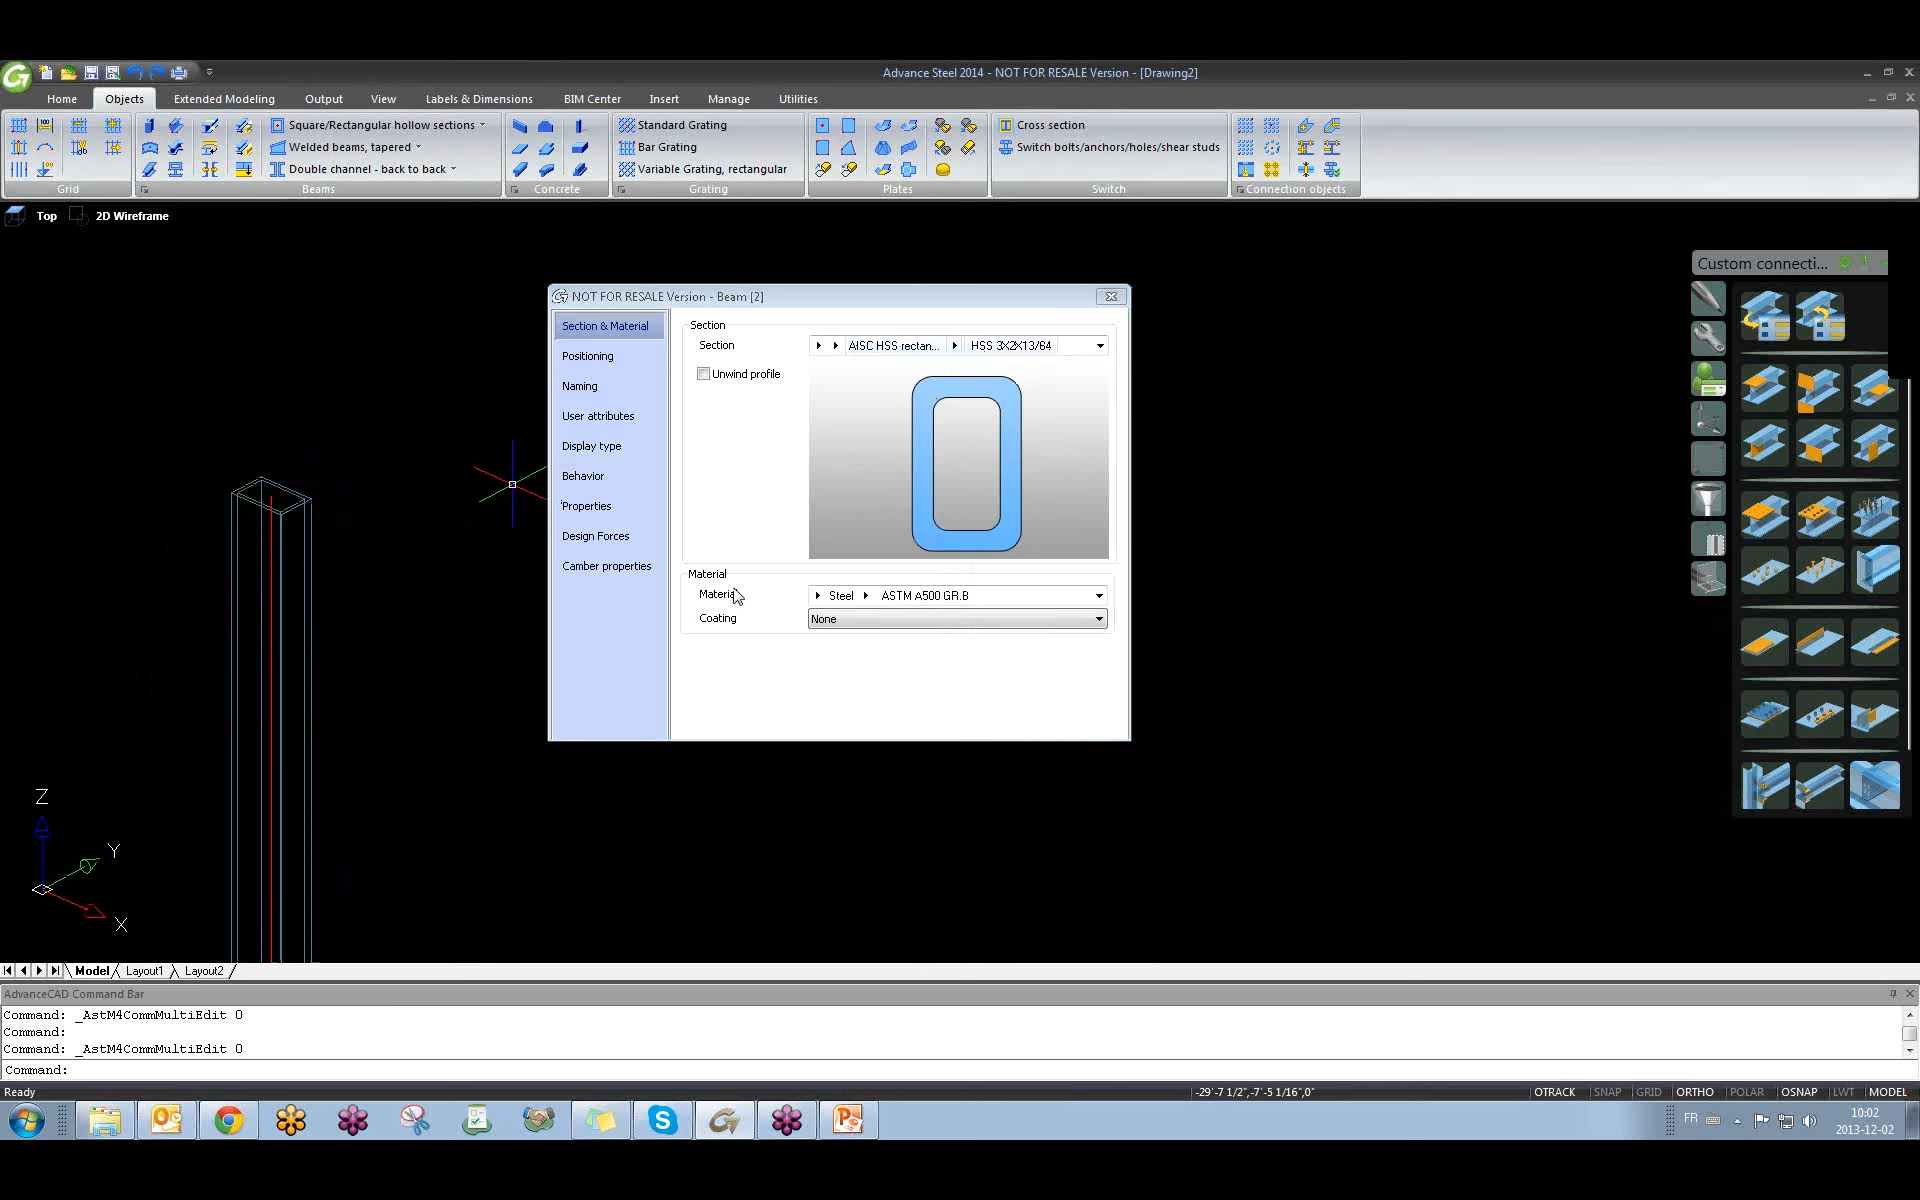 Advance Steel 2014 - NOT FOR RESALE Version - [Drawing2]
Home Objects Extended Modeling Output View Labels & Dimensions BIM Center Insert Manage Utilities
Square/Rectangular hollow sections
Welded beams, tapered
Double channel - back to back
Standard Grating
Bar Grating
Variable Grating, rectangular
Cross section
Switch bolts/anchors/holes/shear studs
Grid Beams Concrete Grating Plates Switch Connection objects
Top 2D Wireframe
Custom connecti...
NOT FOR RESALE Version - Beam [2]
Section & Material
Positioning
Naming
User attributes
Display type
Behavior
Properties
Design Forces
Camber properties
Section
Section AISC HSS rectan... HSS 3X2X13/64
Unwind profile
Material
Material Steel ASTM A500 GR.B
Coating None
Z
Y
X
Model Layout1 Layout2
AdvanceCAD Command Bar
Command: _AstM4CommMultiEdit 0
Command:
Command: _AstM4CommMultiEdit 0
Command:
Ready -29'-7 1/2",-7'-5 1/16",0" OTRACK SNAP GRID ORTHO POLAR OSNAP LWT MODEL
FR 10:02
2013-12-02